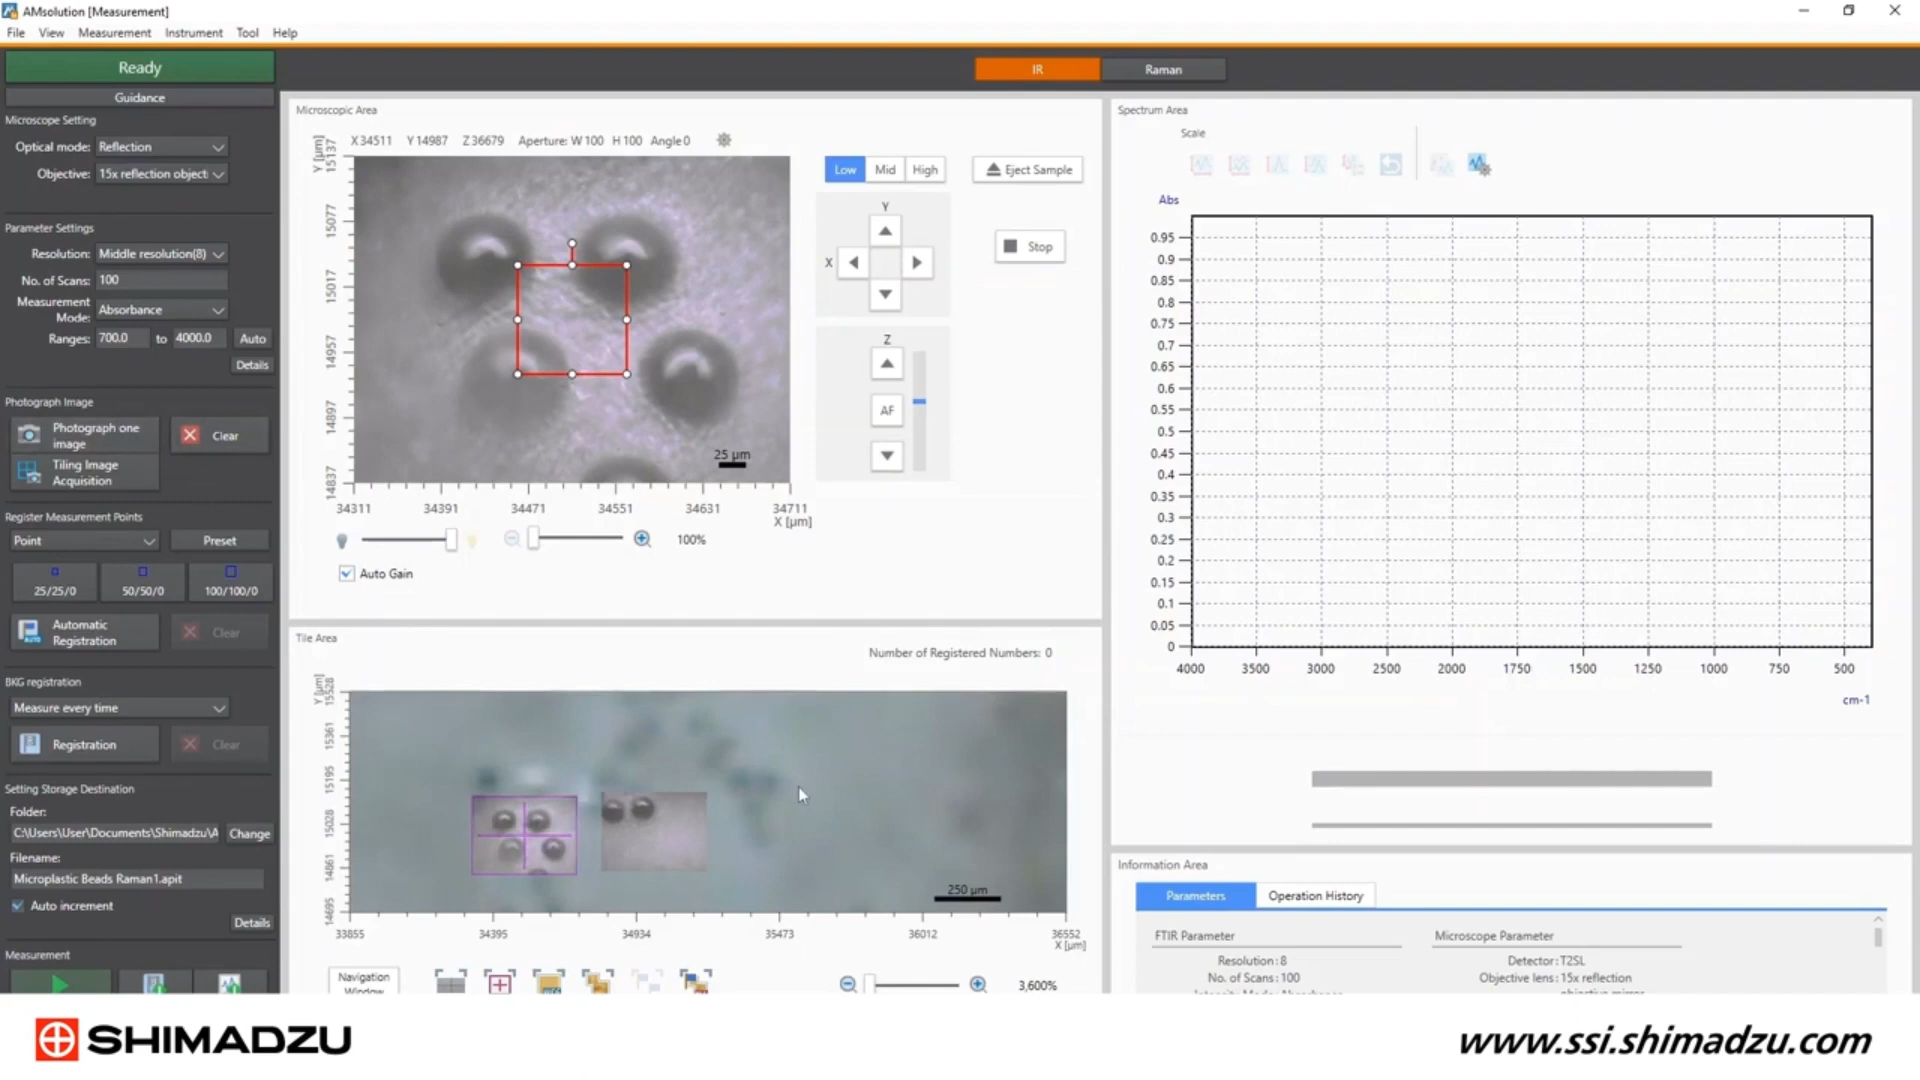 AMsolution [Measurement]
File View Measurement Instrument Tool Help
Ready
Guidance
Microscope Setting
Optical mode: Reflection
Objective: 15x reflection objecti
Parameter Settings
Resolution: Middle resolution(8)
No. of Scans: 100
Measurement
Mode: Absorbance
Ranges: 700.0 to 4000.0 Auto
Details
Photograph Image
Photograph one
image
Clear
Tiling Image
Acquisition
Register Measurement Points
Point Preset
25/25/0 50/50/0 100/100/0
Automatic
Registration
Clear
BKG registration
Measure every time
Registration Clear
Setting Storage Destination
Folder:
C:\Users\User\Documents\Shimadzu\A Change
Filename:
Microplastic Beads Raman1.apit
Auto increment
Details
Measurement
IR Raman
Microscopic Area
X34511 Y14987 Z36679 Aperture: W100 H100 Angle0
Y [μm]
15137
15077
15017
14957
14897
14837
25 μm
34311 34391 34471 34551 34631 34711
X [μm]
100%
Auto Gain
Low Mid High
Eject Sample
Y
X
Stop
Z
AF
Tile Area
Number of Registered Numbers: 0
Y [μm]
15528
15361
15195
15028
14861
14695
250 μm
33855 34395 34934 35473 36012 36552
X [μm]
Navigation
Window
3,600%
Spectrum Area
Scale
Abs
0.95
0.9
0.85
0.8
0.75
0.7
0.65
0.6
0.55
0.5
0.45
0.4
0.35
0.3
0.25
0.2
0.15
0.1
0.05
0
4000 3500 3000 2500 2000 1750 1500 1250 1000 750 500
cm-1
Information Area
Parameters Operation History
FTIR Parameter Microscope Parameter
Resolution: 8 Detector: T2SL
No. of Scans: 100 Objective lens: 15x reflection
SHIMADZU
www.ssi.shimadzu.com